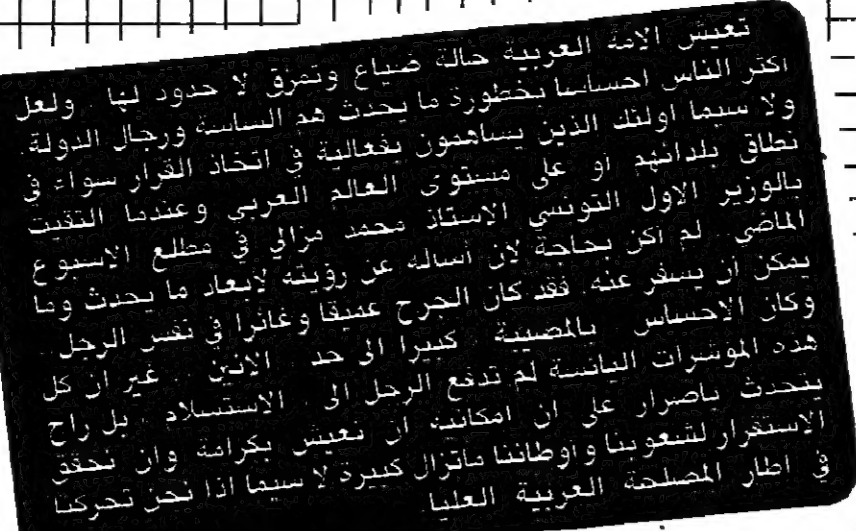 تعيش الامة العربية حالة ضياع وتمزق لا حدود لها . ولعل
اكثر الناس احساسا بخطورة ما يحدث هم الساسة ورجال الدولة.
ولا سيما اولئك الذين يساهمون بفعالية في اتخاذ القرار سواء في
نطاق بلدانهم او على مستوى العالم العربي وعندما التقيت
بالوزير الاول التونسي الاستاذ محمد مزالي في مطلع الاسبوع
الماضي لم اكن بحاجة لان اساله عن رؤيته لابعاد ما يحدث وما
يمكن ان يسفر عنه. فقد كان الجرح عميقا وغائرا في نفس الرجل
وكان الاحساس بالمصيبة كبيرا الى حد الانين . غير ان كل
هذه المؤشرات اليائسة لم تدفع الرجل الى الاستسلام . بل راح
يتحدث باصرار على ان امكانية ان نعيش بكرامة وان نحقق
الاستقرار لشعوبنا واوطاننا ماتزال كبيرة لا سيما اذا نحن تحركنا
في اطار المصلحة العربية العليا.